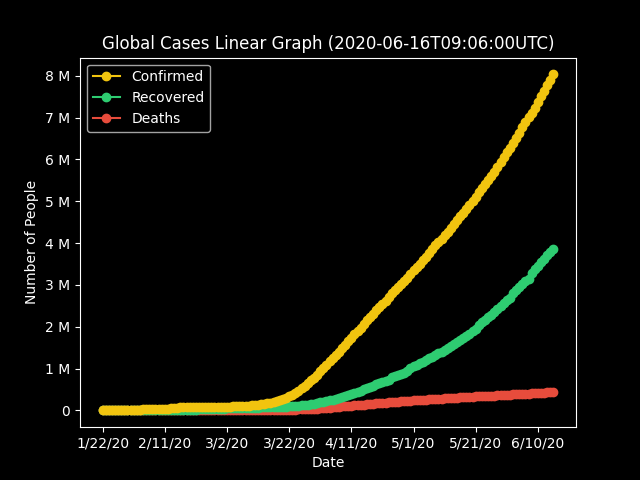 Global Cases Linear Graph (2020-06-16T09:06:00UTC)
Confirmed
Recovered
Deaths
8 M
7 M
6 M
5 M
4 M
3 M
2 M
1 M
0
Number of People
1/22/20 2/11/20 3/2/20 3/22/20 4/11/20 5/1/20 5/21/20 6/10/20
Date